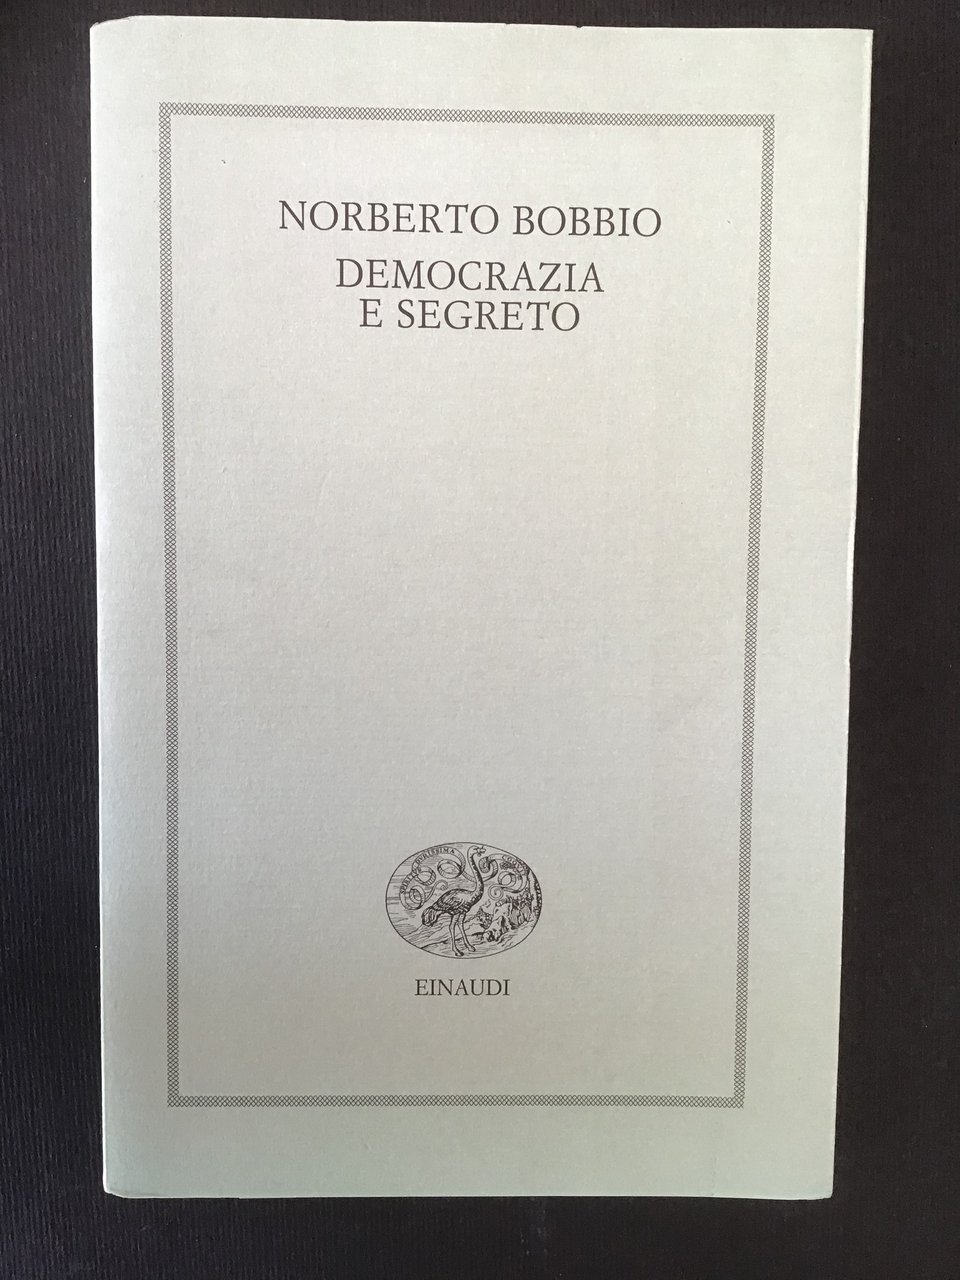 NORBERTO BOBBIO
DEMOCRAZIA
E SEGRETO
EINAUDI